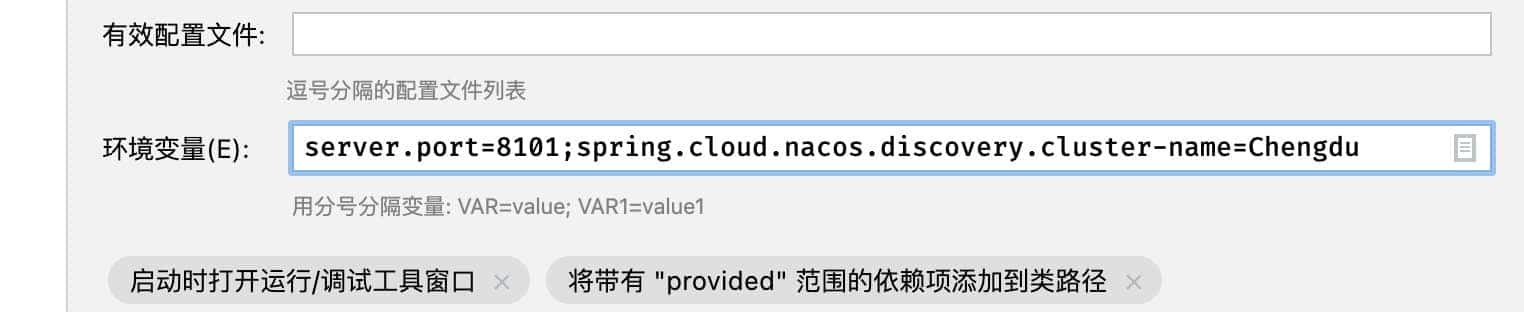 有效配置文件:
逗号分隔的配置文件列表
环境变量(E): server.port=8101;spring.cloud.nacos.discovery.cluster-name=Chengdu
用分号分隔变量: VAR=value; VAR1=value1
启动时打开运行/调试工具窗口 × 将带有 "provided" 范围的依赖项添加到类路径 ×